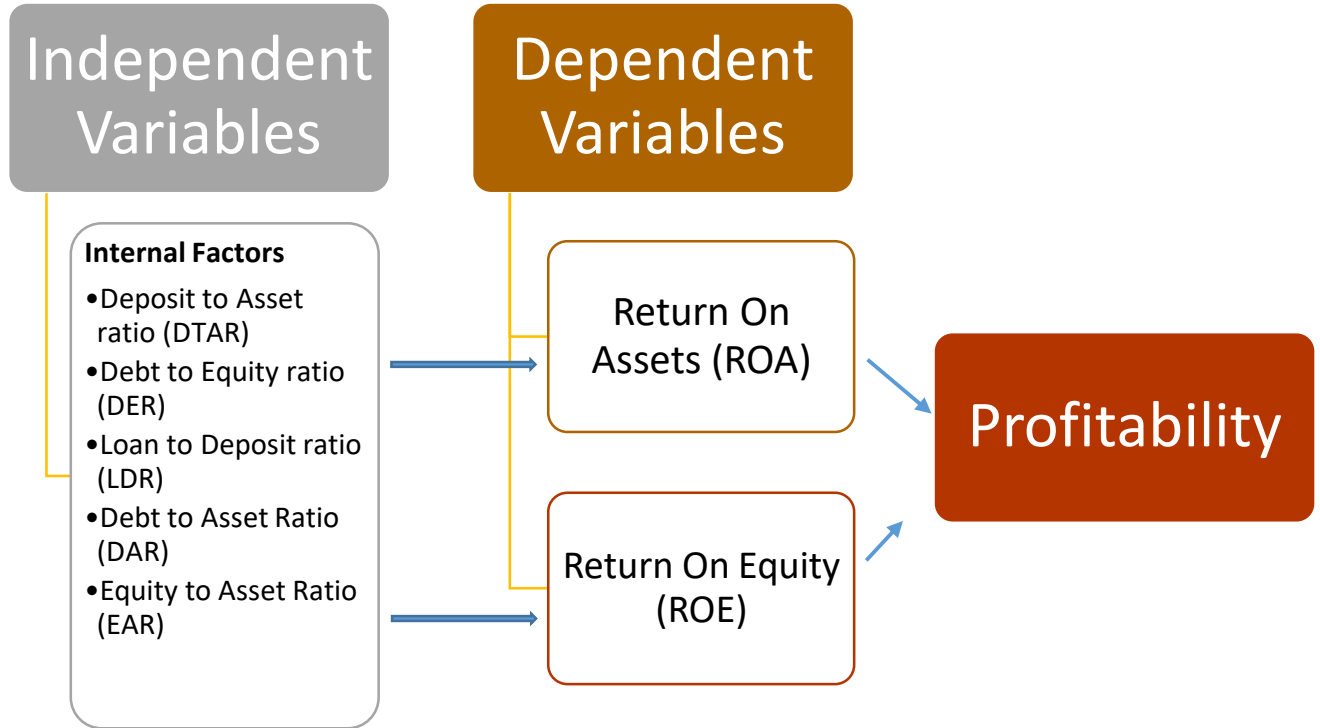 Independent
Variables
Internal Factors
•Deposit to Asset
ratio (DTAR)
•Debt to Equity ratio
(DER)
•Loan to Deposit ratio
(LDR)
•Debt to Asset Ratio
(DAR)
•Equity to Asset Ratio
(EAR)
Dependent
Variables
Return On
Assets (ROA)
Return On Equity
(ROE)
Profitability